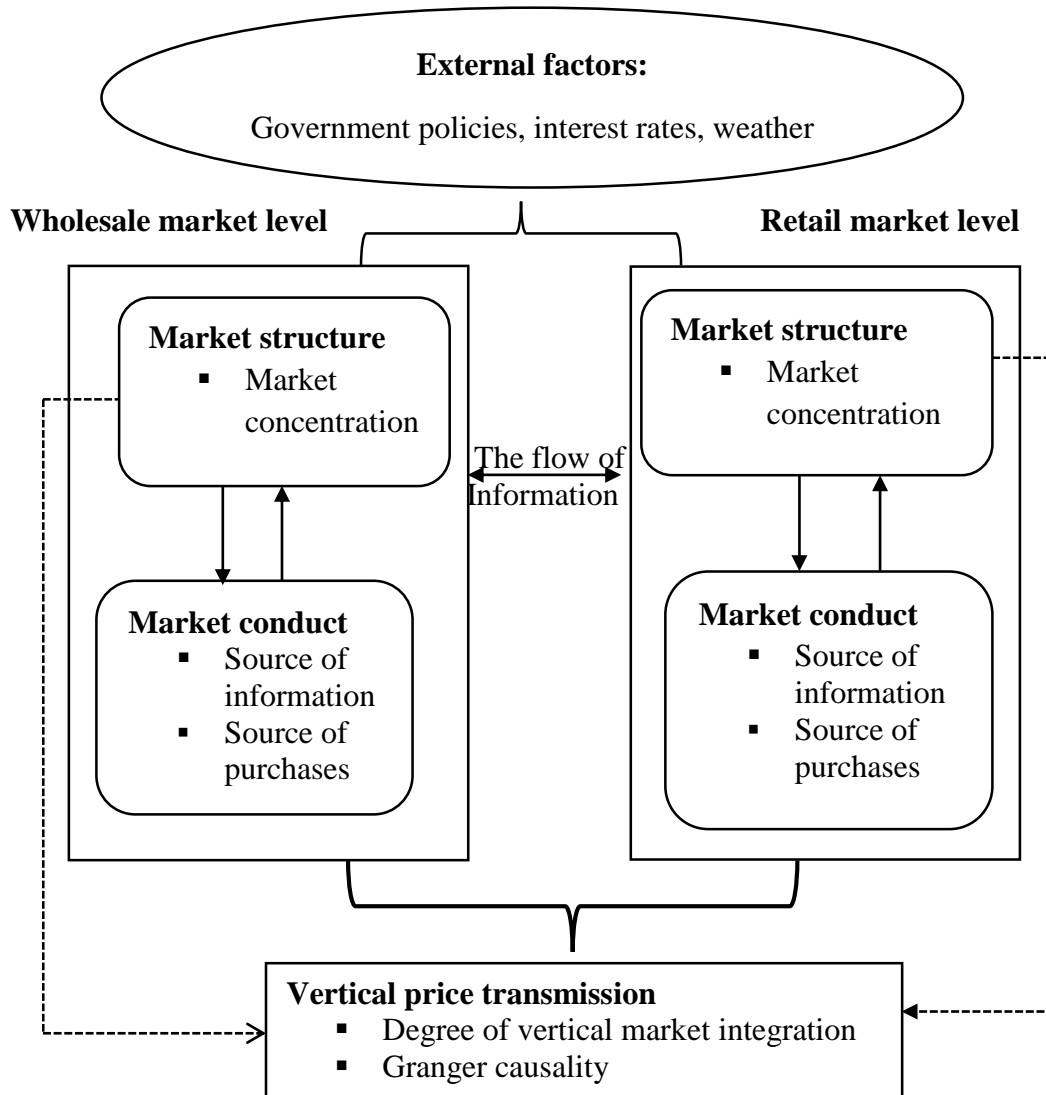 External factors:
Government policies, interest rates, weather
Wholesale market level
Retail market level
Market structure
▪ Market
concentration
Market structure
▪ Market
concentration
The flow of
Information
Market conduct
▪ Source of
information
▪ Source of
purchases
Market conduct
▪ Source of
information
▪ Source of
purchases
Vertical price transmission
▪ Degree of vertical market integration
▪ Granger causality